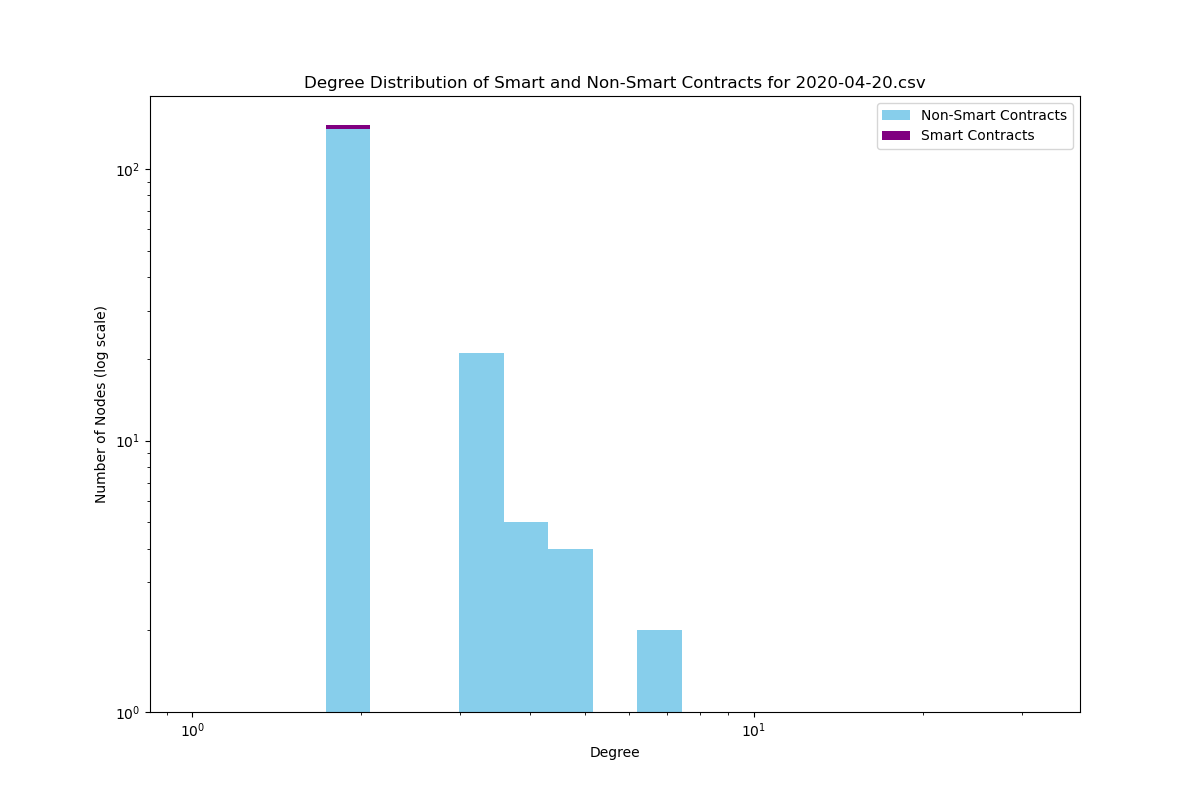 Degree Distribution of Smart and Non-Smart Contracts for 2020-04-20.csv
Non-Smart Contracts
Smart Contracts
Number of Nodes (log scale)
10²
10¹
10⁰
10⁰ 10¹
Degree